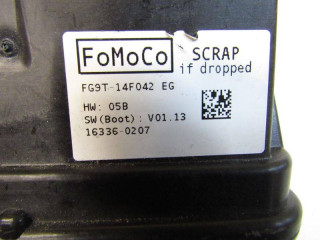 FoMoCo SCRAP
if dropped
FG9T-14F042 EG
HW: 05B
SW(Boot): V01.13
16336-0207